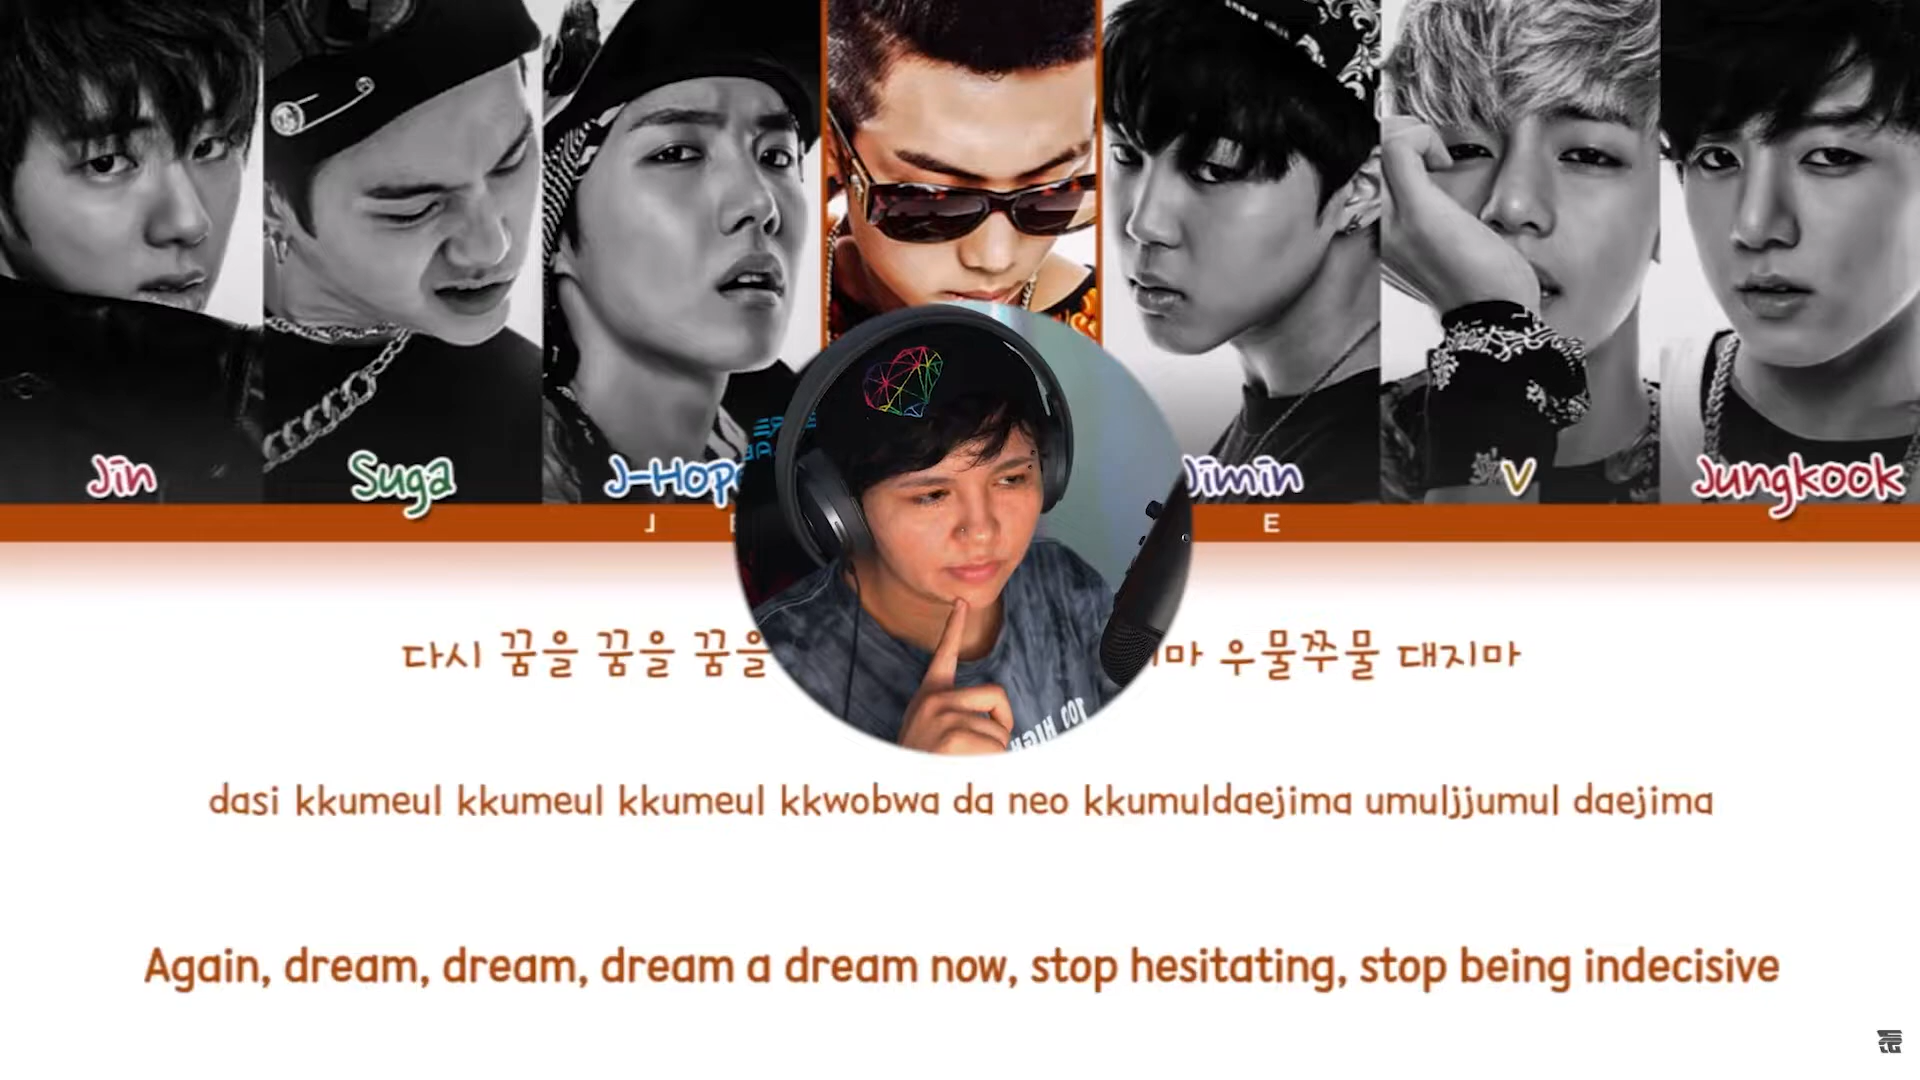 Jin Suga J-Hope Jimin V Jungkook
J E
다시 꿈을 꿈을 꿈을 마 우물쭈물 대지마
dasi kkumeul kkumeul kkumeul kkwobwa da neo kkumuldaejima umuljjumul daejima
Again, dream, dream, dream a dream now, stop hesitating, stop being indecisive